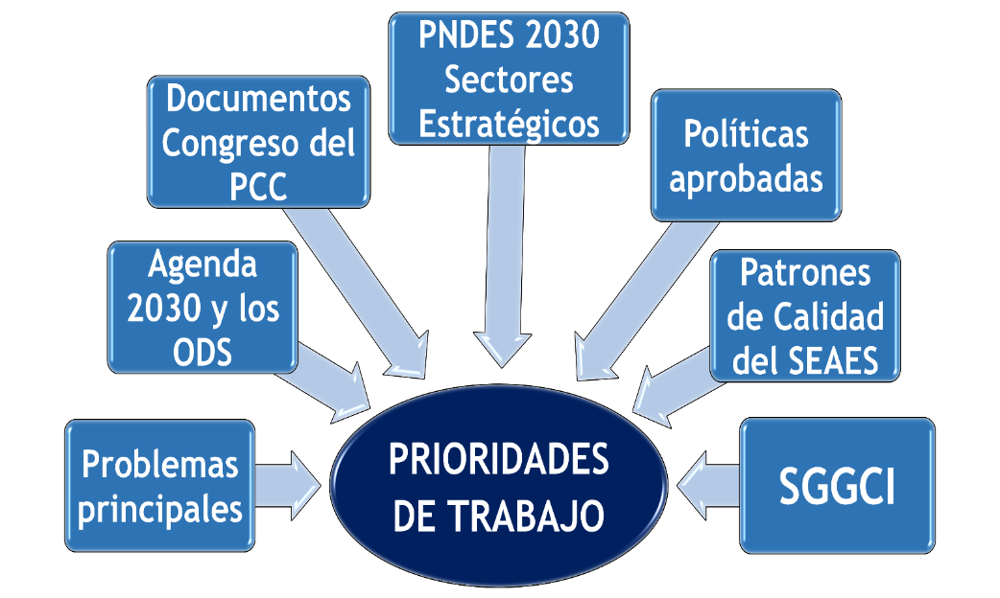 PNDES 2030
Sectores
Estratégicos
Documentos
Congreso del
PCC
Políticas
aprobadas
Agenda
2030 y los
ODS
Patrones
de Calidad
del SEAES
Problemas
principales
PRIORIDADES
DE TRABAJO
SGGCI